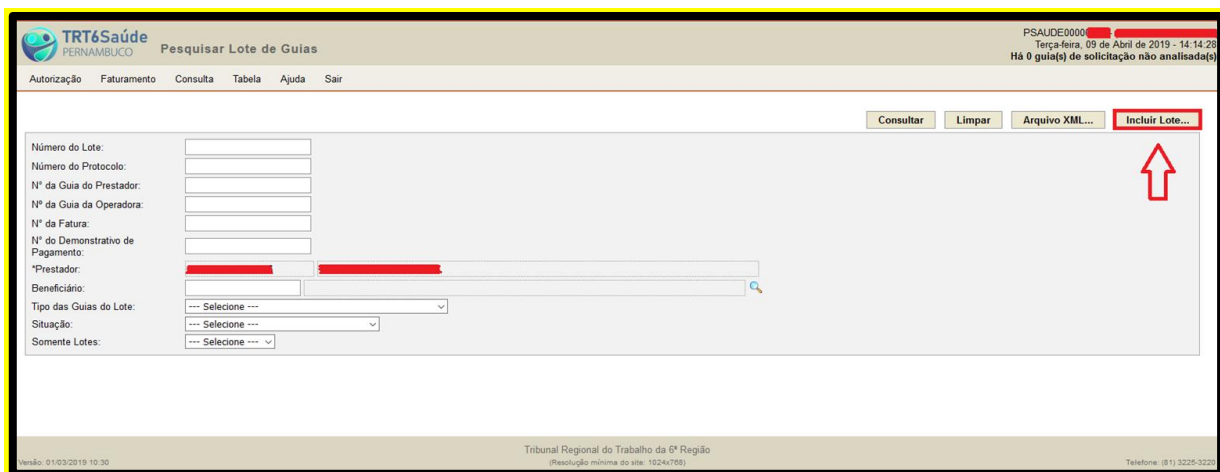 TRT6Saúde
PERNAMBUCO
Pesquisar Lote de Guias
PSAUDE0000
Terça-feira, 09 de Abril de 2019 - 14:14:28
Há 0 guia(s) de solicitação não analisada(s)
Autorização Faturamento Consulta Tabela Ajuda Sair
Consultar Limpar Arquivo XML... Incluir Lote...
Número do Lote:
Número do Protocolo:
N° da Guia do Prestador:
Nº da Guia da Operadora:
N° da Fatura:
N° do Demonstrativo de
Pagamento:
*Prestador:
Beneficiário:
Tipo das Guias do Lote: --- Selecione ---
Situação: --- Selecione ---
Somente Lotes: --- Selecione ---
Tribunal Regional do Trabalho da 6ª Região
Versão: 01/03/2019 10:30 (Resolução mínima do site: 1024x768) Telefone: (81) 3225-3220